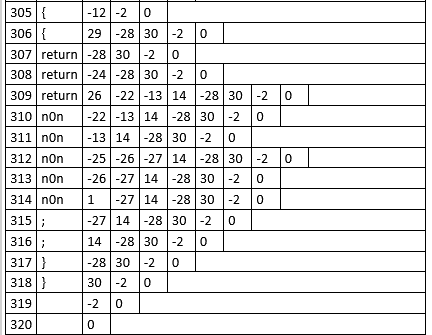 305 { -12 -2 0
306 { 29 -28 30 -2 0
307 return -28 30 -2 0
308 return -24 -28 30 -2 0
309 return 26 -22 -13 14 -28 30 -2 0
310 n0n -22 -13 14 -28 30 -2 0
311 n0n -13 14 -28 30 -2 0
312 n0n -25 -26 -27 14 -28 30 -2 0
313 n0n -26 -27 14 -28 30 -2 0
314 n0n 1 -27 14 -28 30 -2 0
315 ; -27 14 -28 30 -2 0
316 ; 14 -28 30 -2 0
317 } -28 30 -2 0
318 } 30 -2 0
319 -2 0
320 0